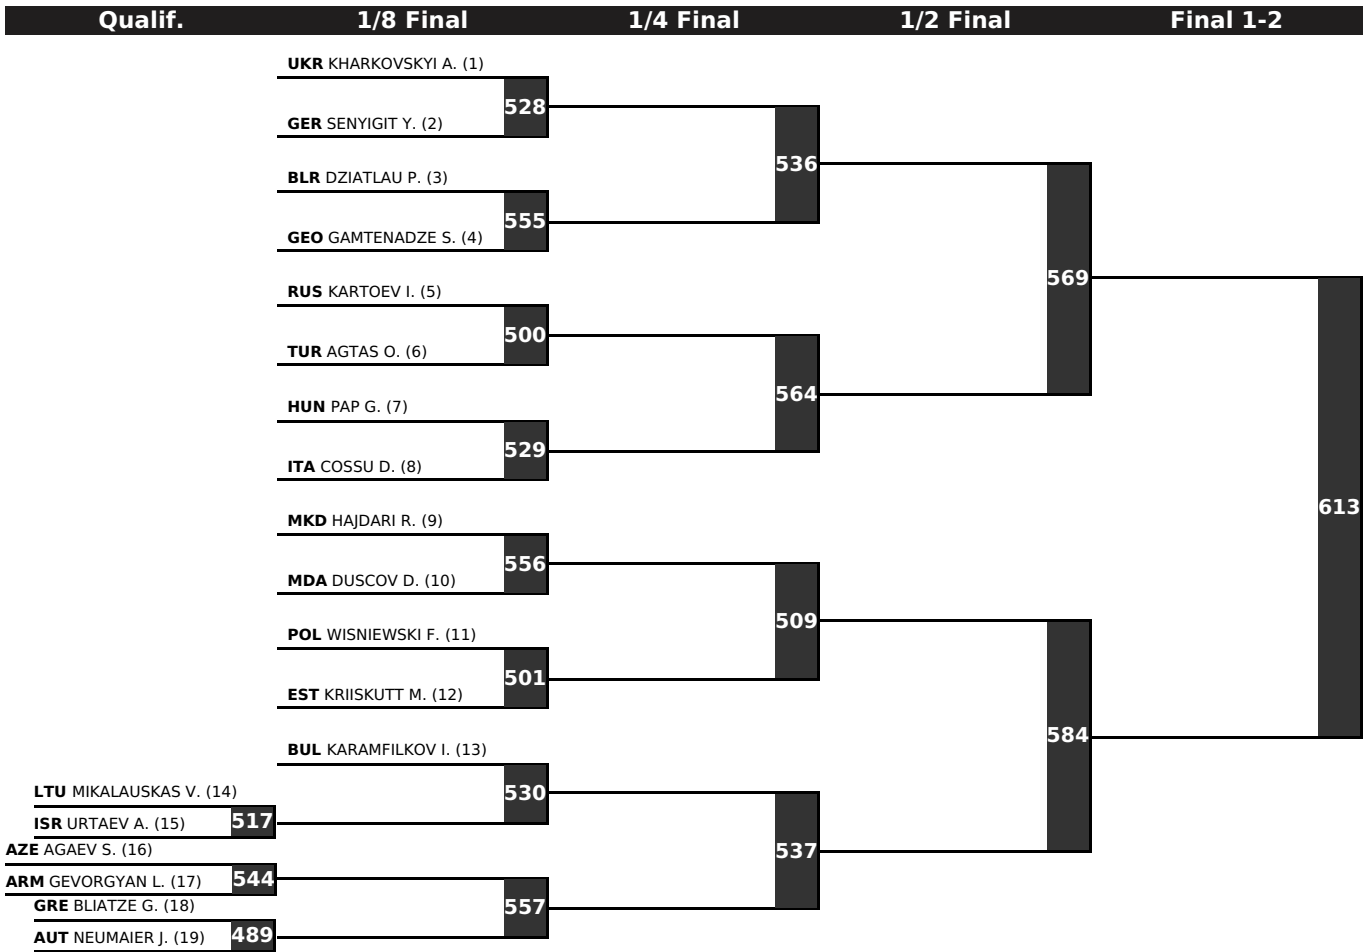 Qualif. 1/8 Final 1/4 Final 1/2 Final Final 1-2
UKR KHARKOVSKYI A. (1)
528
GER SENYIGIT Y. (2)
536
BLR DZIATLAU P. (3)
555
GEO GAMTENADZE S. (4)
569
RUS KARTOEV I. (5)
500
TUR AGTAS O. (6)
564
HUN PAP G. (7)
529
ITA COSSU D. (8)
613
MKD HAJDARI R. (9)
556
MDA DUSCOV D. (10)
509
POL WISNIEWSKI F. (11)
501
EST KRIISKUTT M. (12)
584
BUL KARAMFILKOV I. (13)
530
LTU MIKALAUSKAS V. (14)
517
ISR URTAEV A. (15)
537
AZE AGAEV S. (16)
544
ARM GEVORGYAN L. (17)
557
GRE BLIATZE G. (18)
489
AUT NEUMAIER J. (19)